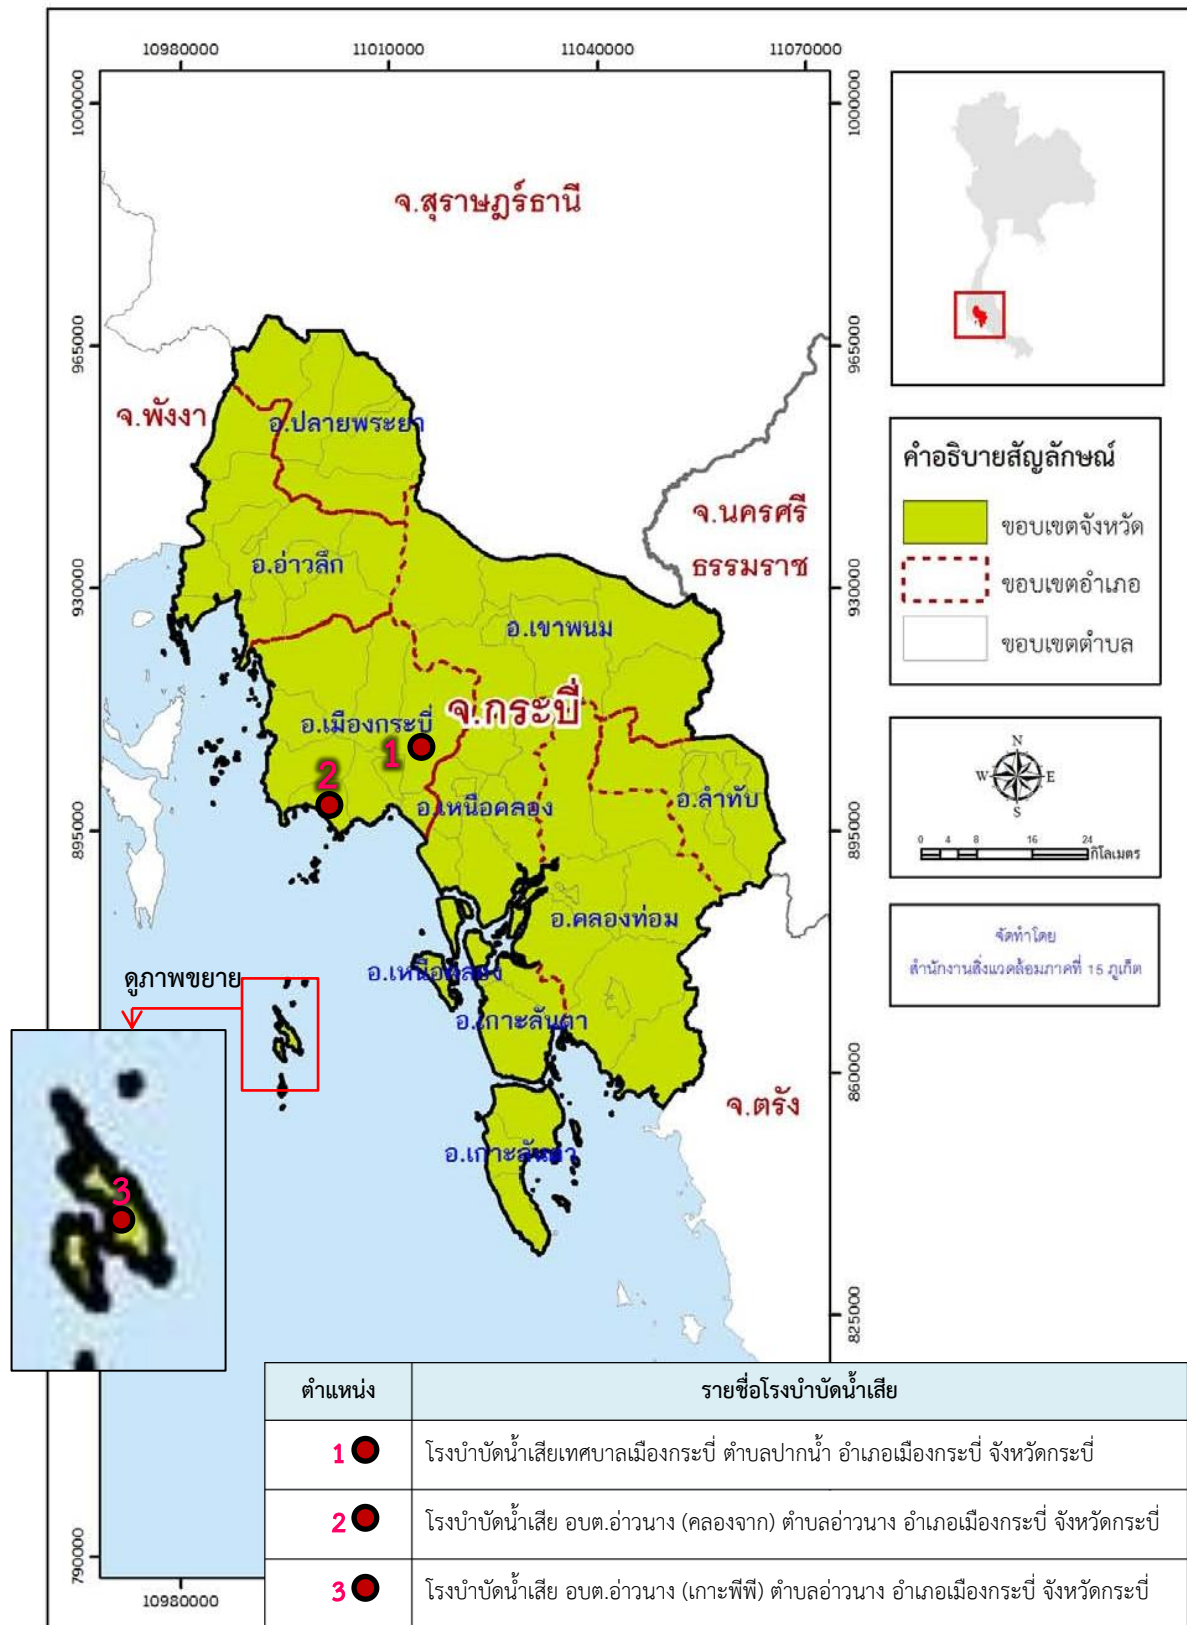 10980000 11010000 11040000 11070000
1000000
1000000
จ.สุราษฎร์ธานี
965000
965000
จ.พังงา
อ.ปลายพระยา
คำอธิบายสัญลักษณ์
ขอบเขตจังหวัด
ขอบเขตอำเภอ
ขอบเขตตำบล
จ.นครศรี
ธรรมราช
อ.อ่าวลึก
930000
930000
อ.เขาพนม
จ.กระบี่
อ.เมืองกระบี่
1
2
N
W
E
S
อ.ลำทับ
อ.เหนือคลอง
895000
895000
0 4 8 16 24
กิโลเมตร
อ.คลองท่อม
จัดทำโดย
สำนักงานสิ่งแวดล้อมภาคที่ 15 ภูเก็ต
อ.เหนือคลอง
ดูภาพขยาย
อ.เกาะลันตา
860000
860000
จ.ตรัง
อ.เกาะลันตา
3
825000
790000
10980000
ตำแหน่ง รายชื่อโรงบำบัดน้ำเสีย
1 โรงบำบัดน้ำเสียเทศบาลเมืองกระบี่ ตำบลปากน้ำ อำเภอเมืองกระบี่ จังหวัดกระบี่
2 โรงบำบัดน้ำเสีย อบต.อ่าวนาง (คลองจาก) ตำบลอ่าวนาง อำเภอเมืองกระบี่ จังหวัดกระบี่
3 โรงบำบัดน้ำเสีย อบต.อ่าวนาง (เกาะพีพี) ตำบลอ่าวนาง อำเภอเมืองกระบี่ จังหวัดกระบี่